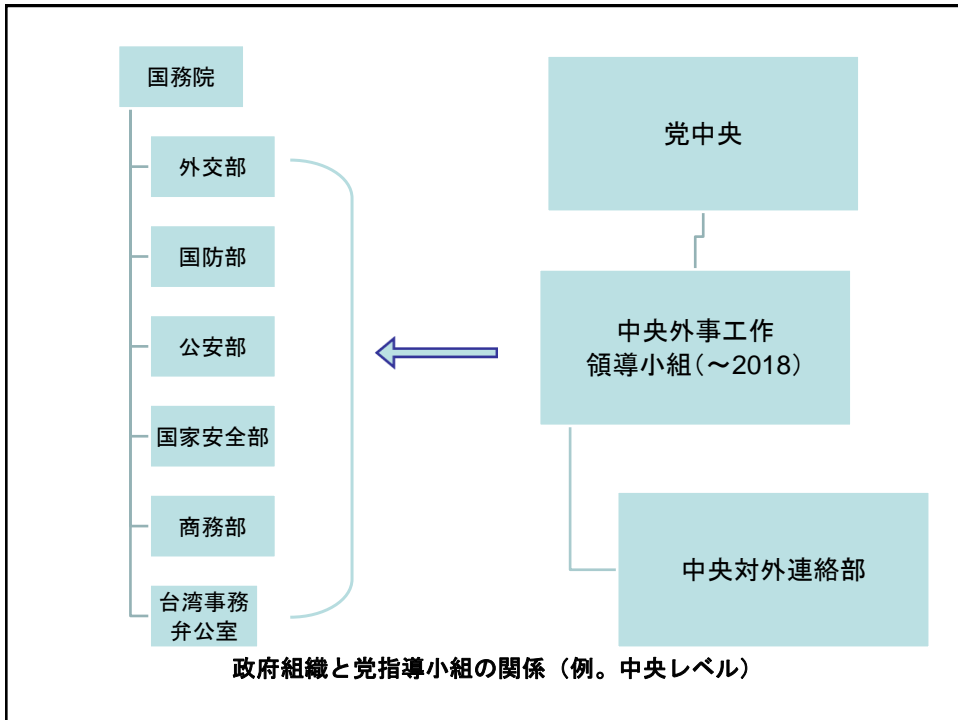 国務院
外交部
国防部
公安部
国家安全部
商務部
台湾事務
弁公室
党中央
中央外事工作
領導小組(～2018)
中央対外連絡部
政府組織と党指導小組の関係（例。中央レベル）